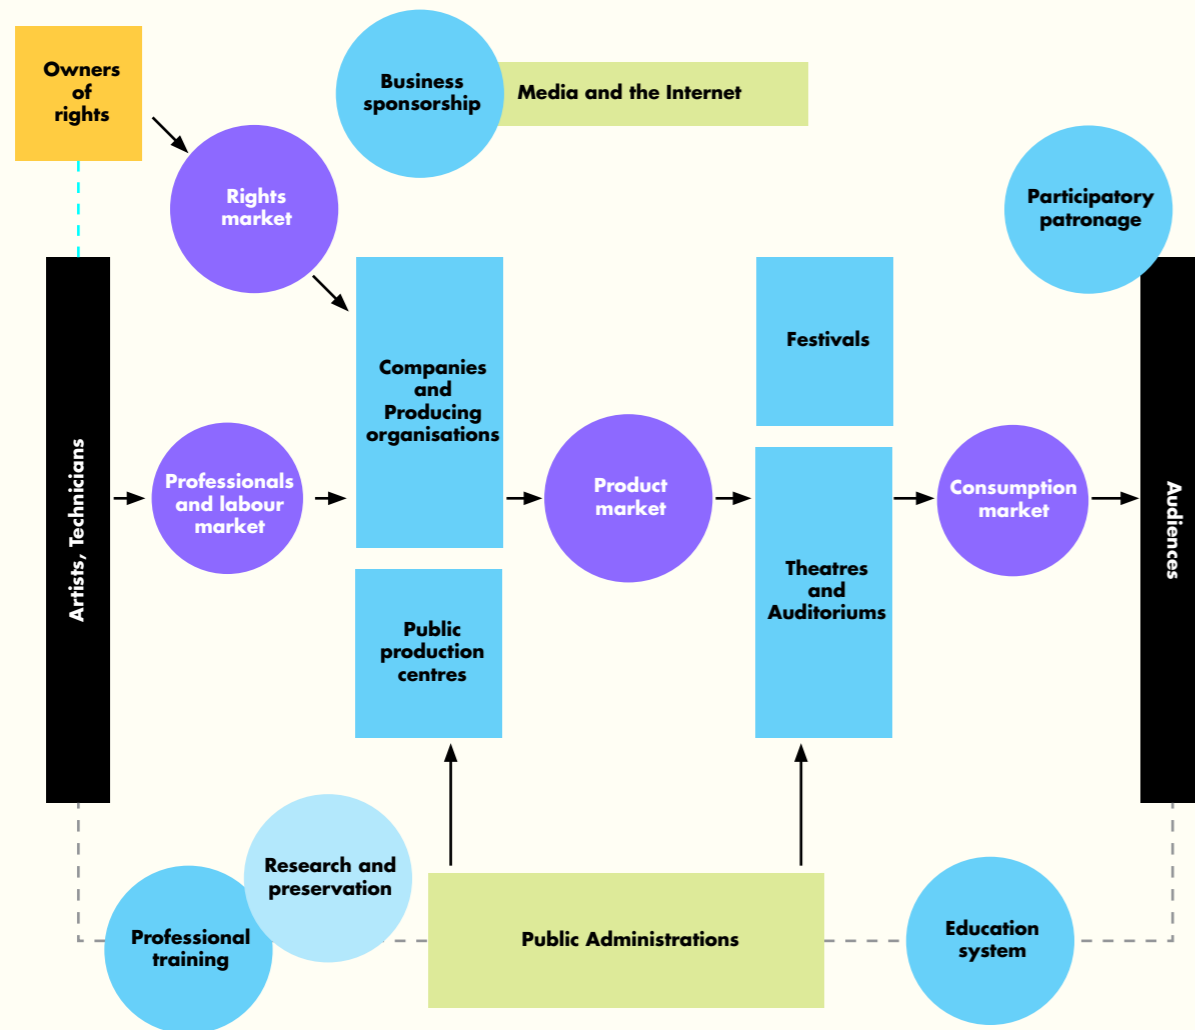 Owners
of
rights
Business
sponsorship
Media and the Internet
Rights
market
Participatory
patronage
Companies
and
Producing
organisations
Festivals
Artists, Technicians
Professionals
and labour
market
Product
market
Consumption
market
Audiences
Theatres
and
Auditoriums
Public
production
centres
Research and
preservation
Professional
training
Public Administrations
Education
system